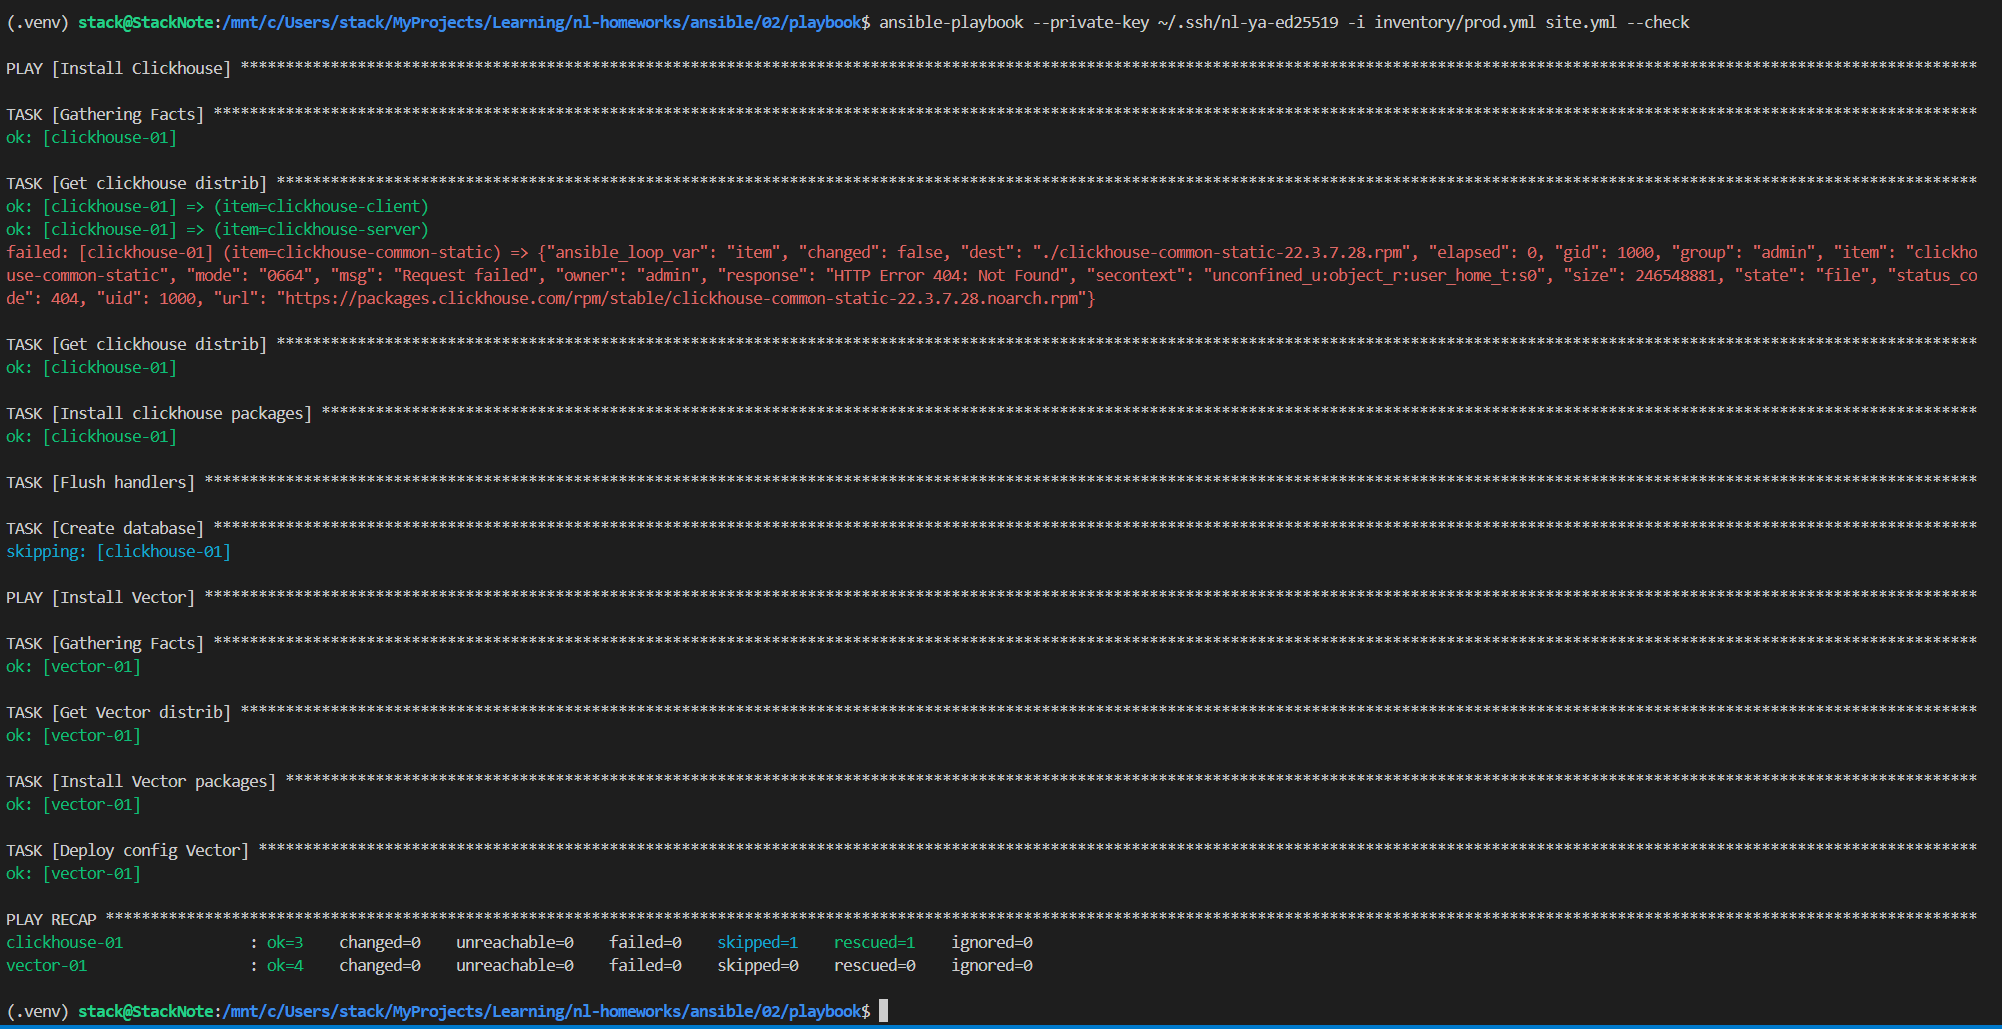 (.venv) stack@StackNote:/mnt/c/Users/stack/MyProjects/Learning/nl-homeworks/ansible/02/playbook$ ansible-playbook --private-key ~/.ssh/nl-ya-ed25519 -i inventory/prod.yml site.yml --check
PLAY [Install Clickhouse] ****************************************************************
TASK [Gathering Facts] ****************************************************************
ok: [clickhouse-01]
TASK [Get clickhouse distrib] ****************************************************************
ok: [clickhouse-01] => (item=clickhouse-client)
ok: [clickhouse-01] => (item=clickhouse-server)
failed: [clickhouse-01] (item=clickhouse-common-static) => {"ansible_loop_var": "item", "changed": false, "dest": "./clickhouse-common-static-22.3.7.28.rpm", "elapsed": 0, "gid": 1000, "group": "admin", "item": "clickho
use-common-static", "mode": "0664", "msg": "Request failed", "owner": "admin", "response": "HTTP Error 404: Not Found", "secontext": "unconfined_u:object_r:user_home_t:s0", "size": 246548881, "state": "file", "status_co
de": 404, "uid": 1000, "url": "https://packages.clickhouse.com/rpm/stable/clickhouse-common-static-22.3.7.28.noarch.rpm"}
TASK [Get clickhouse distrib] ****************************************************************
ok: [clickhouse-01]
TASK [Install clickhouse packages] ****************************************************************
ok: [clickhouse-01]
TASK [Flush handlers] ****************************************************************
TASK [Create database] ****************************************************************
skipping: [clickhouse-01]
PLAY [Install Vector] ****************************************************************
TASK [Gathering Facts] ****************************************************************
ok: [vector-01]
TASK [Get Vector distrib] ****************************************************************
ok: [vector-01]
TASK [Install Vector packages] ****************************************************************
ok: [vector-01]
TASK [Deploy config Vector] ****************************************************************
ok: [vector-01]
PLAY RECAP ****************************************************************
clickhouse-01 : ok=3 changed=0 unreachable=0 failed=0 skipped=1 rescued=1 ignored=0
vector-01 : ok=4 changed=0 unreachable=0 failed=0 skipped=0 rescued=0 ignored=0
(.venv) stack@StackNote:/mnt/c/Users/stack/MyProjects/Learning/nl-homeworks/ansible/02/playbook$